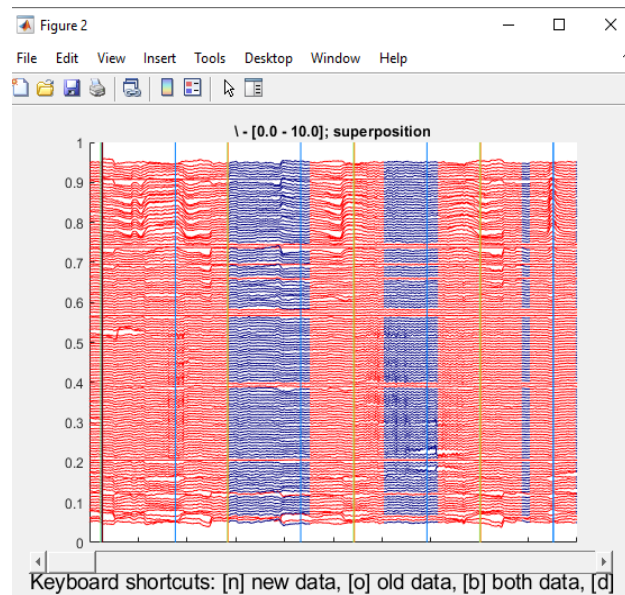 Figure 2
File Edit View Insert Tools Desktop Window Help
\ - [0.0 - 10.0]; superposition
1
0.9
0.8
0.7
0.6
0.5
0.4
0.3
0.2
0.1
0
Keyboard shortcuts: [n] new data, [o] old data, [b] both data, [d]